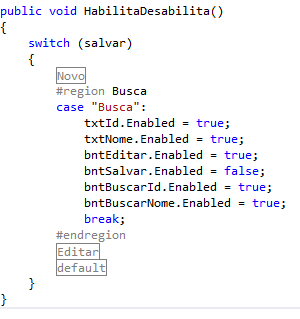 public void HabilitaDesabilita()
{
    switch (salvar)
    {
        Novo
        #region Busca
        case "Busca":
            txtId.Enabled = true;
            txtNome.Enabled = true;
            bntEditar.Enabled = true;
            bntSalvar.Enabled = false;
            bntBuscarId.Enabled = true;
            bntBuscarNome.Enabled = true;
            break;
        #endregion
        Editar
        default
    }
}